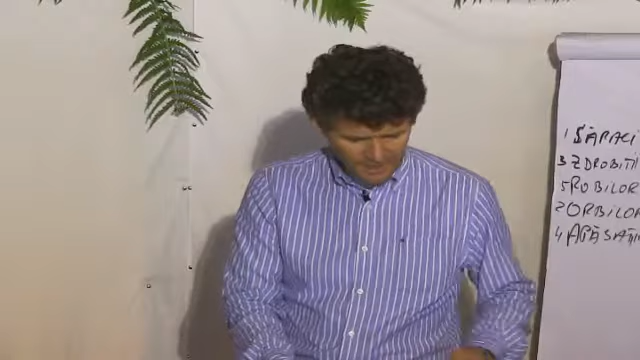 1 SĂRACI
3 ZDROBIȚI
5 ROBILOR
2 ORBILOR
4 APĂSAȚI